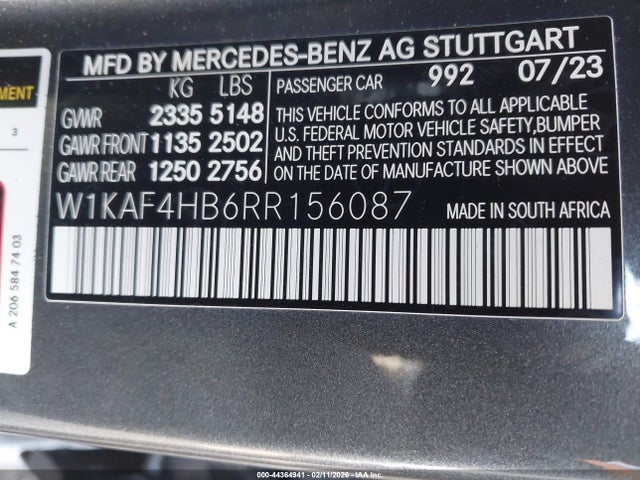 MFD BY MERCEDES-BENZ AG STUTTGART
KG LBS
GVWR 2335 5148
GAWR FRONT 1135 2502
GAWR REAR 1250 2756
PASSENGER CAR 992 07/23
THIS VEHICLE CONFORMS TO ALL APPLICABLE
U.S. FEDERAL MOTOR VEHICLE SAFETY, BUMPER
AND THEFT PREVENTION STANDARDS IN EFFECT
ON DATE OF MANUFACTURE SHOWN ABOVE
W1KAF4HB6RR156087
MADE IN SOUTH AFRICA
EMENT
3
A 206 584 74 03
000-44364941 - 02/11/2026 - Copyright IAA, Inc.